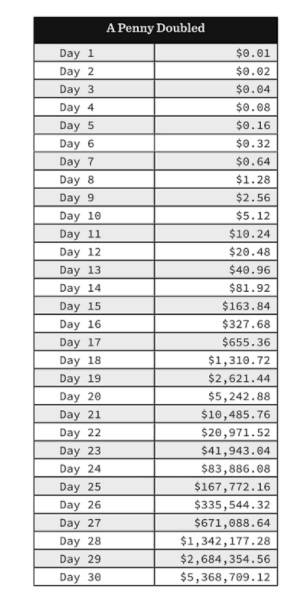 A Penny Doubled
Day 1 $0.01
Day 2 $0.02
Day 3 $0.04
Day 4 $0.08
Day 5 $0.16
Day 6 $0.32
Day 7 $0.64
Day 8 $1.28
Day 9 $2.56
Day 10 $5.12
Day 11 $10.24
Day 12 $20.48
Day 13 $40.96
Day 14 $81.92
Day 15 $163.84
Day 16 $327.68
Day 17 $655.36
Day 18 $1,310.72
Day 19 $2,621.44
Day 20 $5,242.88
Day 21 $10,485.76
Day 22 $20,971.52
Day 23 $41,943.04
Day 24 $83,886.08
Day 25 $167,772.16
Day 26 $335,544.32
Day 27 $671,088.64
Day 28 $1,342,177.28
Day 29 $2,684,354.56
Day 30 $5,368,709.12